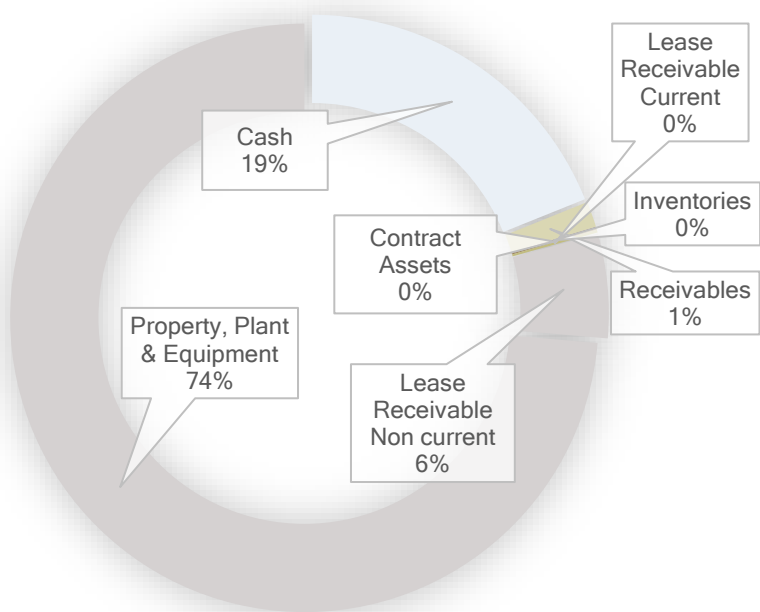 Lease
Receivable
Current
0%
Cash
19%
Inventories
0%
Contract
Assets
0%
Receivables
1%
Property, Plant
& Equipment
74%
Lease
Receivable
Non current
6%